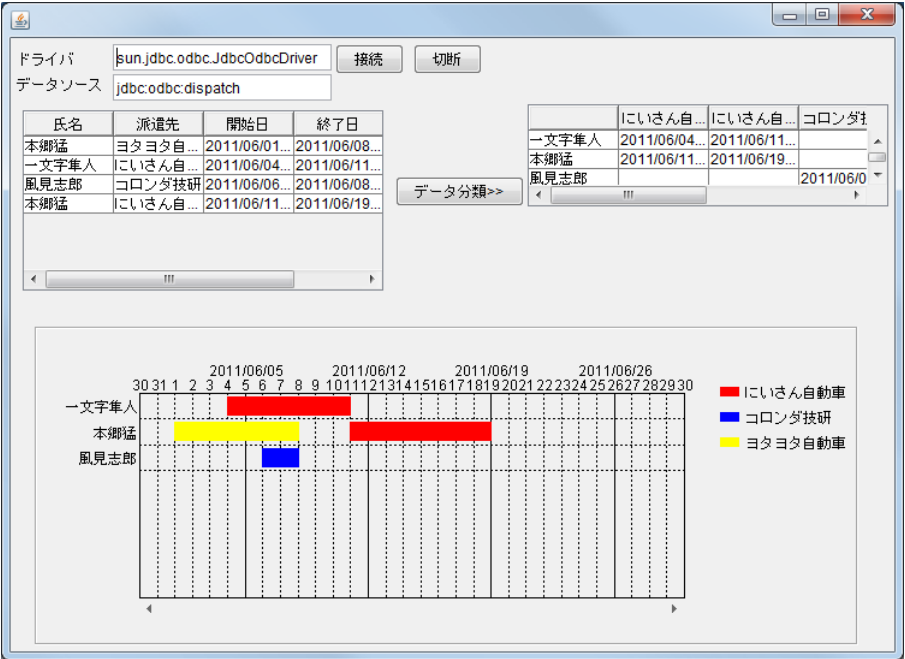 ドライバ sun.jdbc.odbc.JdbcOdbcDriver 接続 切断
データソース jdbc:odbc:dispatch
氏名 派遣先 開始日 終了日
本郷猛 ヨタヨタ自... 2011/06/01... 2011/06/08...
一文字隼人 にいさん自... 2011/06/04... 2011/06/11...
風見志郎 コロンダ技研 2011/06/06... 2011/06/08...
本郷猛 にいさん自... 2011/06/11... 2011/06/19...
データ分類>>
にいさん自... にいさん自... コロンダ
一文字隼人 2011/06/04... 2011/06/11...
本郷猛 2011/06/11... 2011/06/19...
風見志郎 2011/06/0
2011/06/05 2011/06/12 2011/06/19 2011/06/26
30 31 1 2 3 4 5 6 7 8 9 10 11 12 13 14 15 16 17 18 19 20 21 22 23 24 25 26 27 28 29 30
一文字隼人
本郷猛
風見志郎
にいさん自動車
コロンダ技研
ヨタヨタ自動車